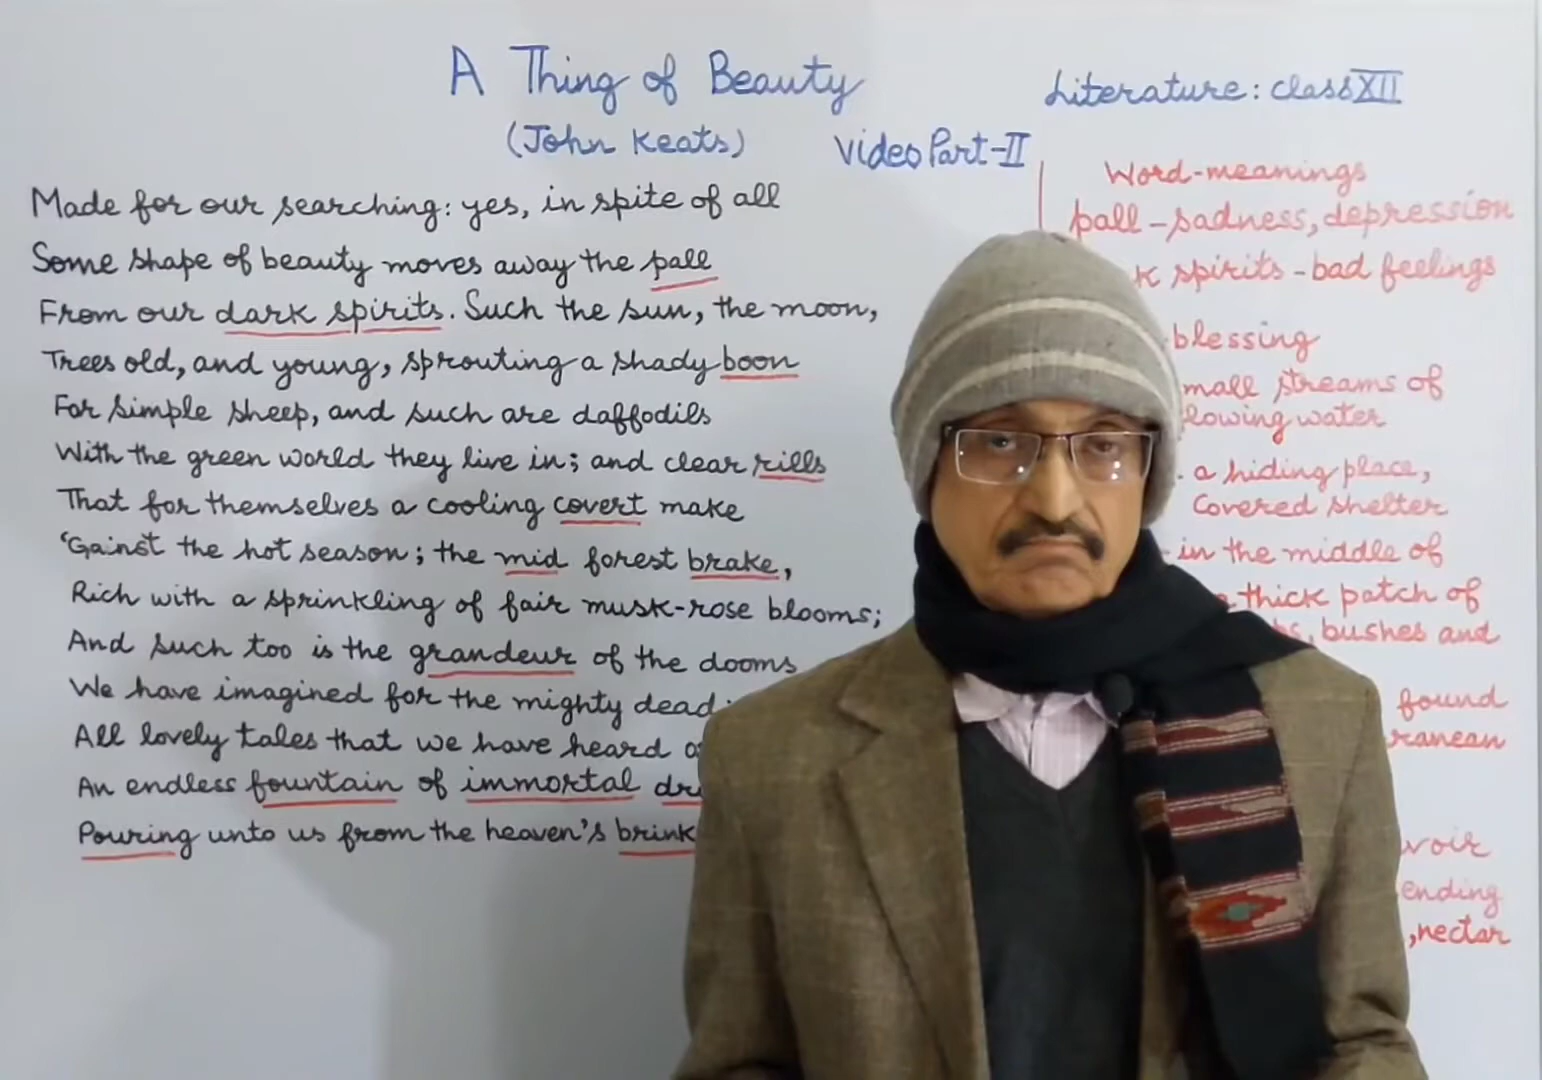 A Thing of Beauty
Literature: class XII
(John Keats)
Video Part-II
Made for our searching: yes, in spite of all
Some shape of beauty moves away the pall
From our dark spirits. Such the sun, the moon,
Trees old, and young, sprouting a shady boon
For simple sheep, and such are daffodils
With the green world they live in; and clear rills
That for themselves a cooling covert make
'Gainst the hot season; the mid forest brake,
Rich with a sprinkling of fair musk-rose blooms;
And such too is the grandeur of the dooms
We have imagined for the mighty dead;
All lovely tales that we have heard
An endless fountain of immortal
Pouring unto us from the heaven's brink
Word-meanings
pall - sadness, depression
spirits - bad feelings
blessing
streams of
water
a hiding place,
Covered shelter
- in the middle of
thick patch of
bushes and
found
ending
, nectar